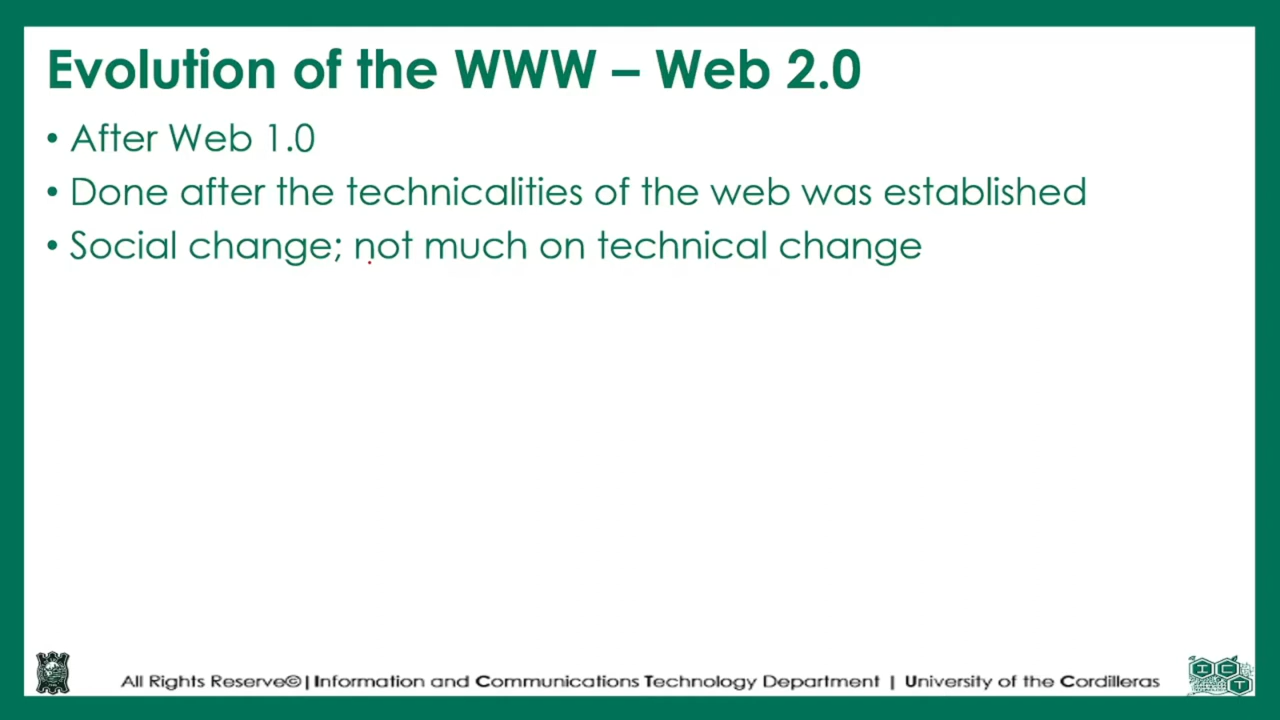 Evolution of the WWW – Web 2.0
• After Web 1.0
• Done after the technicalities of the web was established
• Social change; not much on technical change
All Rights Reserve©| Information and Communications Technology Department | University of the Cordilleras
I C T